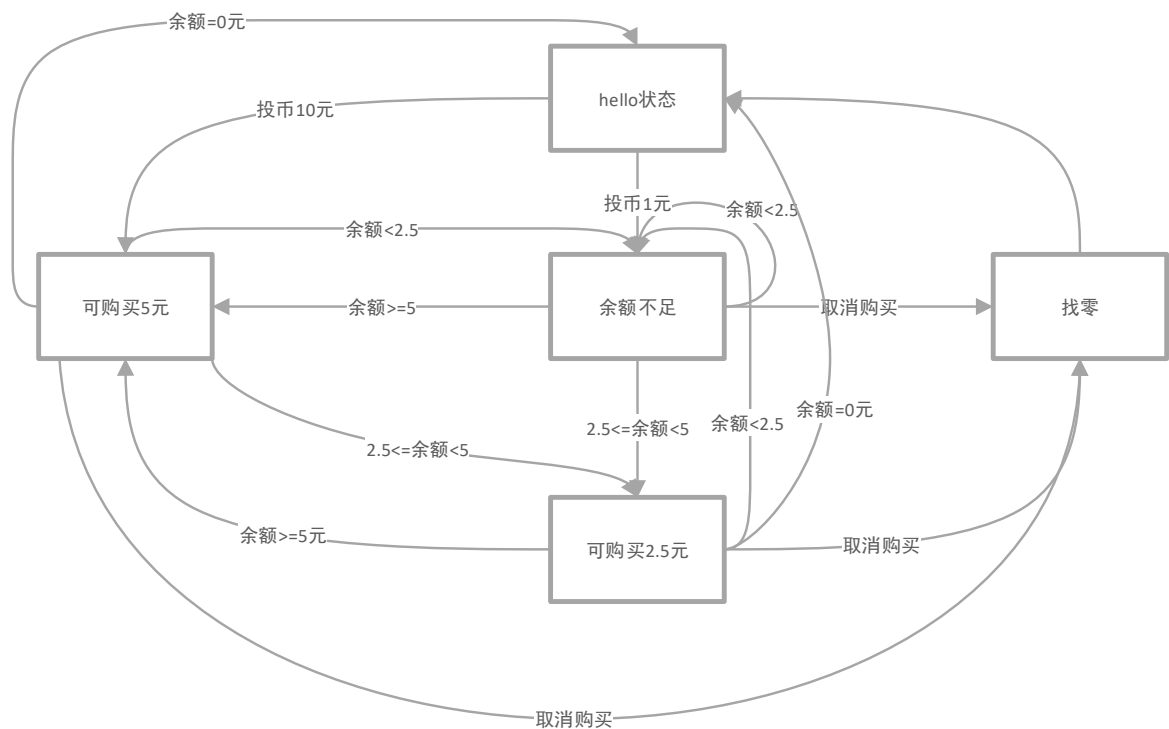 余额=0元
hello状态
投币10元
投币1元
余额<2.5
余额<2.5
可购买5元
余额>=5
余额不足
取消购买
找零
2.5<=余额<5
余额<2.5
余额=0元
2.5<=余额<5
余额>=5元
可购买2.5元
取消购买
取消购买